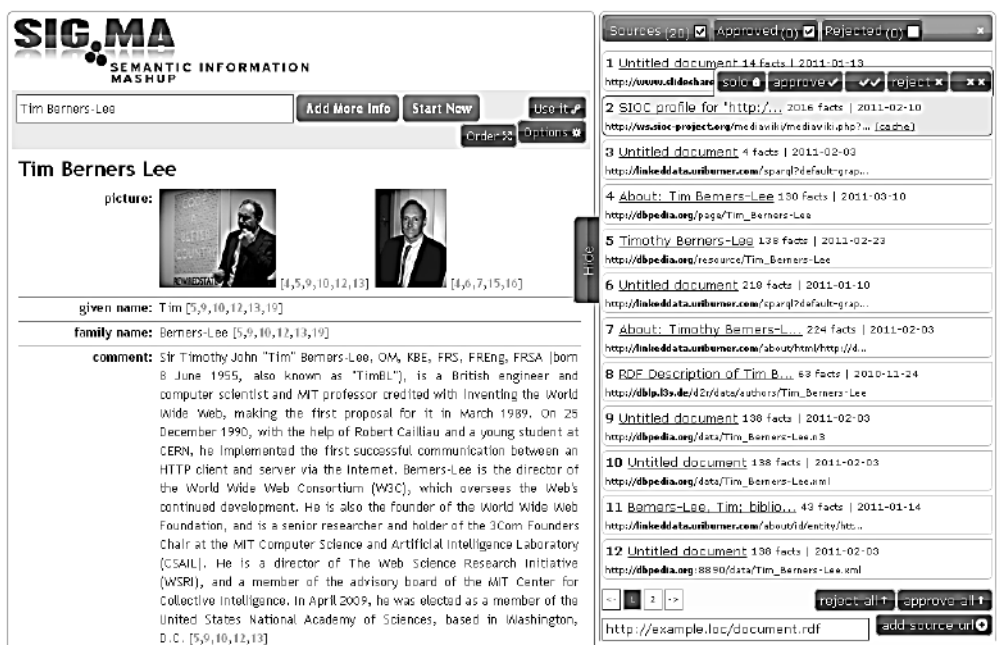 SIG.MA
SEMANTIC INFORMATION
MASHUP
Tim Berners-Lee
Add More Info
Start New
Use it
Order
Options
Tim Berners Lee
picture:
[4,5,9,10,12,13]
[4,6,7,15,16]
given name: Tim [5,9,10,12,13,19]
family name: Berners-Lee [5,9,10,12,13,19]
comment: Sir Timothy John "Tim" Berners-Lee, OM, KBE, FRS, FREng, FRSA (born
8 June 1955, also known as "TimBL"), is a British engineer and
computer scientist and MIT professor credited with inventing the World
Wide Web, making the first proposal for it in March 1989. On 25
December 1990, with the help of Robert Cailliau and a young student at
CERN, he implemented the first successful communication between an
HTTP client and server via the Internet. Berners-Lee is the director of
the World Wide Web Consortium (W3C), which oversees the Web's
continued development. He is also the founder of the World Wide Web
Foundation, and is a senior researcher and holder of the 3Com Founders
Chair at the MIT Computer Science and Artificial Intelligence Laboratory
(CSAIL). He is a director of The Web Science Research Initiative
(WSRI), and a member of the advisory board of the MIT Center for
Collective Intelligence. In April 2009, he was elected as a member of the
United States National Academy of Sciences, based in Washington,
D.C. [5,9,10,12,13]
Hide
Sources (20) Approved (0) Rejected (0) ×
1 Untitled document 14 facts | 2011-01-13
http://www.slideshare
solo approve ✓ ✓✓ reject × ××
2 SIOC profile for "http:/... 2016 facts | 2011-02-10
http://ws.sioc-project.org/mediawiki/mediawiki.php?... [cache]
3 Untitled document 4 facts | 2011-02-03
http://linkeddata.uriburner.com/sparql?default-grap...
4 About: Tim Berners-Lee 130 facts | 2011-03-10
http://dbpedia.org/page/Tim_Berners-Lee
5 Timothy Berners-Lee 138 facts | 2011-02-23
http://dbpedia.org/resource/Tim_Berners-Lee
6 Untitled document 218 facts | 2011-01-10
http://linkeddata.uriburner.com/sparql?default-grap...
7 About: Timothy Berners-L... 224 facts | 2011-02-03
http://linkeddata.uriburner.com/about/html/http://d...
8 RDF Description of Tim B... 63 facts | 2010-11-24
http://dblp.l3s.de/d2r/data/authors/Tim_Berners-Lee
9 Untitled document 138 facts | 2011-02-03
http://dbpedia.org/data/Tim_Berners-Lee.n3
10 Untitled document 138 facts | 2011-02-03
http://dbpedia.org/data/Tim_Berners-Lee.xml
11 Berners-Lee, Tim; biblio... 43 facts | 2011-01-14
http://linkeddata.uriburner.com/about/id/entity/htt...
12 Untitled document 138 facts | 2011-02-03
http://dbpedia.org:8890/data/Tim_Berners-Lee.xml
<- 1 2 ->
reject all ↑
approve all ↑
http://example.loc/document.rdf
add source url